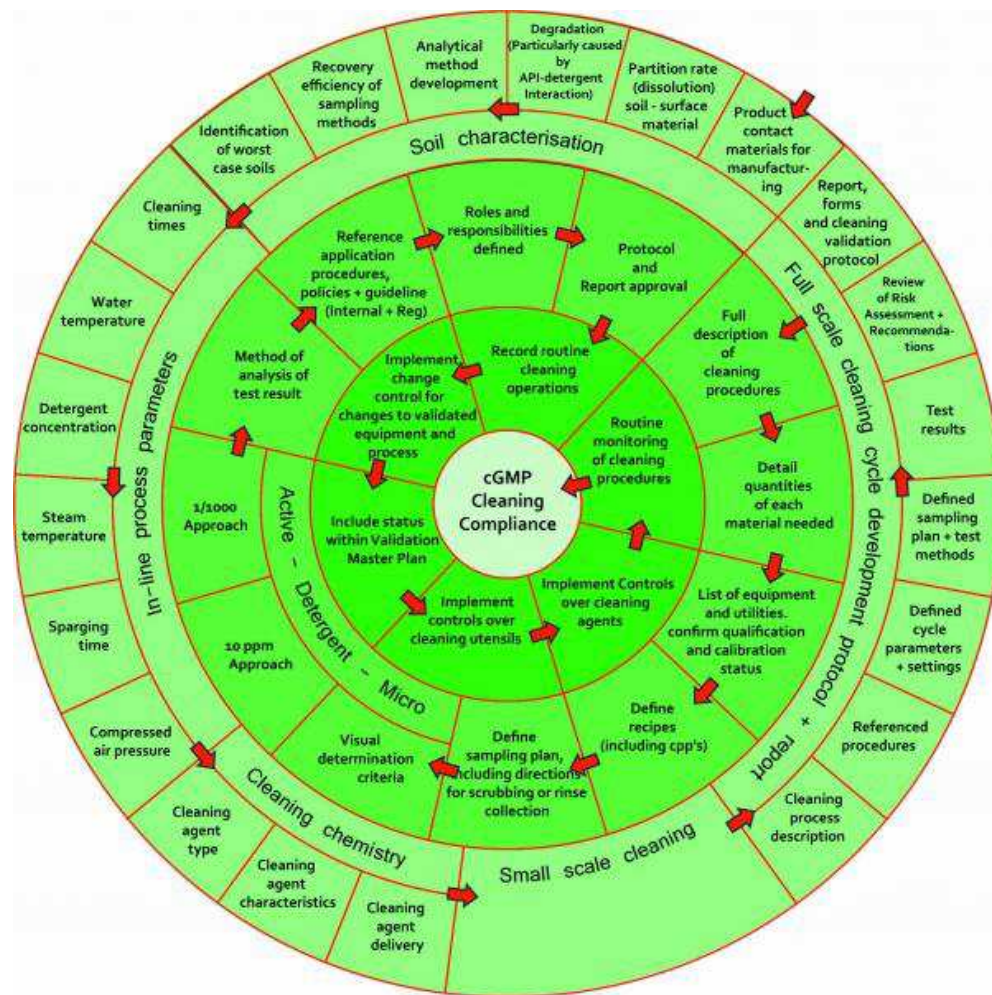 Product
contact
materials for
manufactur-
ing
Partition rate
(dissolution)
soil - surface
material
Degradation
(Particularly caused
by
API-detergent
Interaction)
Analytical
method
development
Recovery
efficiency of
sampling
methods
Identification
of worst
case soils
Soil characterisation
Cleaning
times
Water
temperature
Detergent
concentration
Steam
temperature
Sparging
time
Compressed
air pressure
In-line process parameters
Cleaning
agent
type
Cleaning
agent
characteristics
Cleaning
agent
delivery
Cleaning chemistry
Small scale cleaning
Cleaning
process
description
Referenced
procedures
Defined
cycle
parameters
+ settings
Defined
sampling
plan + test
methods
Test
results
Review
of Risk
Assessment +
Recommenda-
tions
Report,
forms
and cleaning
validation
protocol
Full scale cleaning cycle development protocol + report
Full
description
of
cleaning
procedures
Detail
quantities
of each
material needed
List of equipment
and utilities.
confirm qualification
and calibration
status
Define
recipes
(including cpp's)
Define
sampling plan,
including directions
for scrubbing or rinse
collection
Visual
determination
criteria
10 ppm
Approach
1/1000
Approach
Active - Detergent - Micro
Method of
analysis of
test result
Reference
application
procedures,
policies + guideline
(Internal + Reg)
Roles and
responsibilities
defined
Protocol
and
Report approval
Record routine
cleaning
operations
Implement
change
control for
changes to validated
equipment and
process
Include status
within Validation
Master Plan
Implement
controls over
cleaning utensils
Implement Controls
over cleaning
agents
Routine
monitoring
of cleaning
procedures
cGMP
Cleaning
Compliance